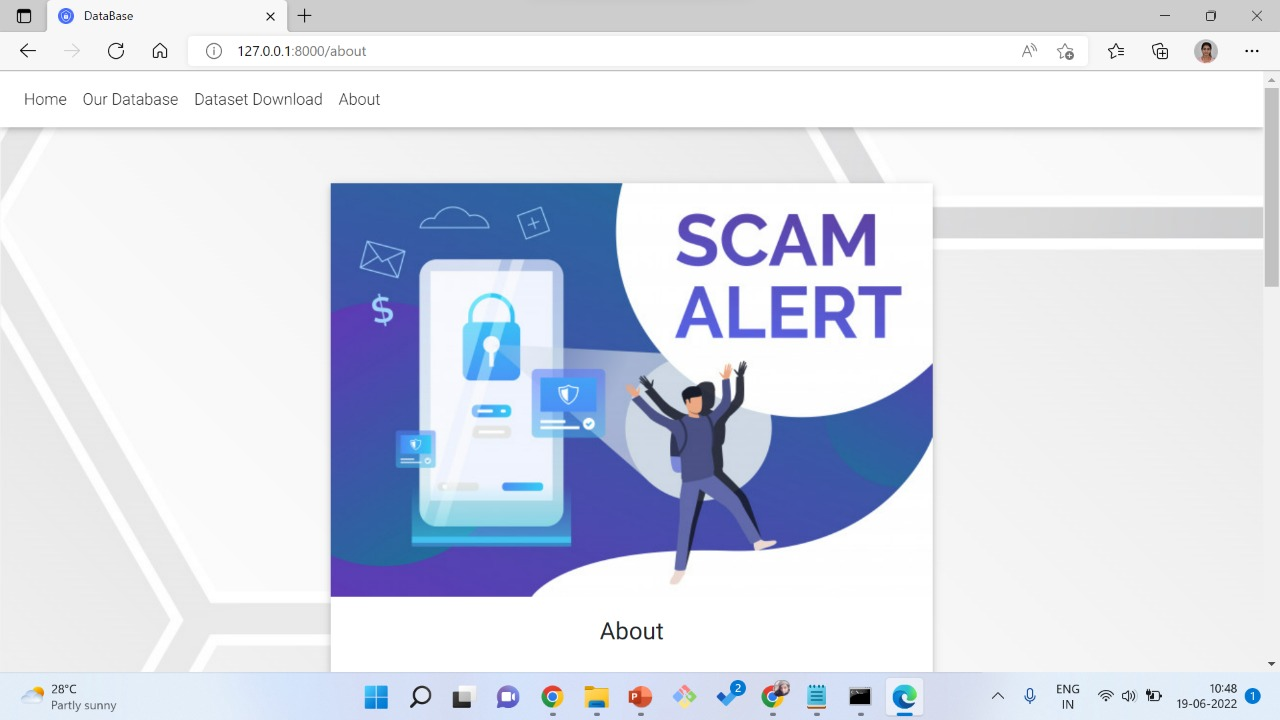 DataBase
127.0.0.1:8000/about
Home Our Database Dataset Download About
SCAM
ALERT
$
About
28°C
Partly sunny
2
ENG
IN
10:48
19-06-2022
1